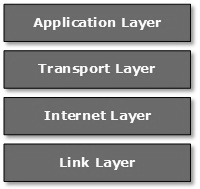 Application Layer
Transport Layer
Internet Layer
Link Layer